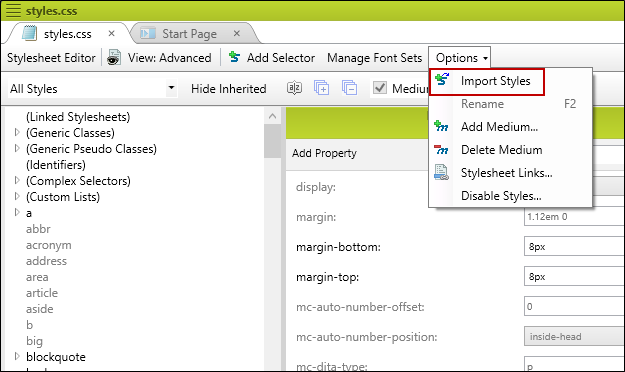 styles.css
styles.css × Start Page ×
Stylesheet Editor View: Advanced Add Selector Manage Font Sets Options
All Styles Hide Inherited Medium
Import Styles
Rename F2
Add Medium...
Delete Medium
Stylesheet Links...
Disable Styles...
(Linked Stylesheets)
(Generic Classes)
(Generic Pseudo Classes)
(Identifiers)
(Complex Selectors)
(Custom Lists)
a
abbr
acronym
address
area
article
aside
b
big
blockquote
Add Property
display:
margin: 1.12em 0
margin-bottom: 8px
margin-top: 8px
mc-auto-number-offset: 0
mc-auto-number-position: inside-head
mc-dita-type: p